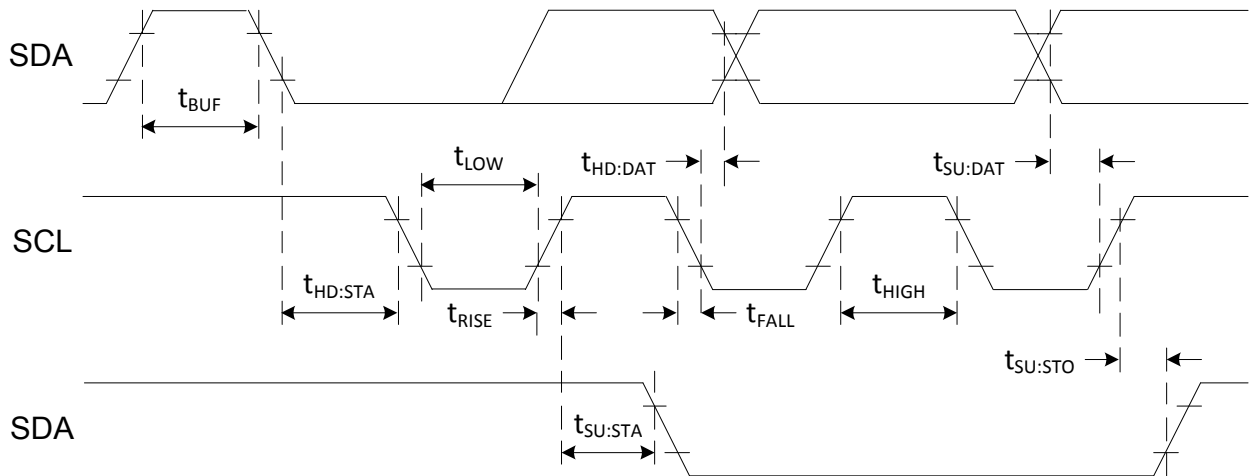 SDA
tBUF
tLOW
tHD:DAT
tSU:DAT
SCL
tHD:STA
tRISE
tFALL
tHIGH
tSU:STO
SDA
tSU:STA